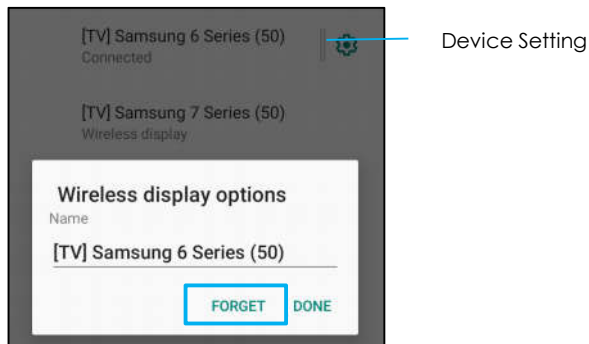 [TV] Samsung 6 Series (50)
Connected
Device Setting
[TV] Samsung 7 Series (50)
Wireless display
Wireless display options
Name
[TV] Samsung 6 Series (50)
FORGET DONE